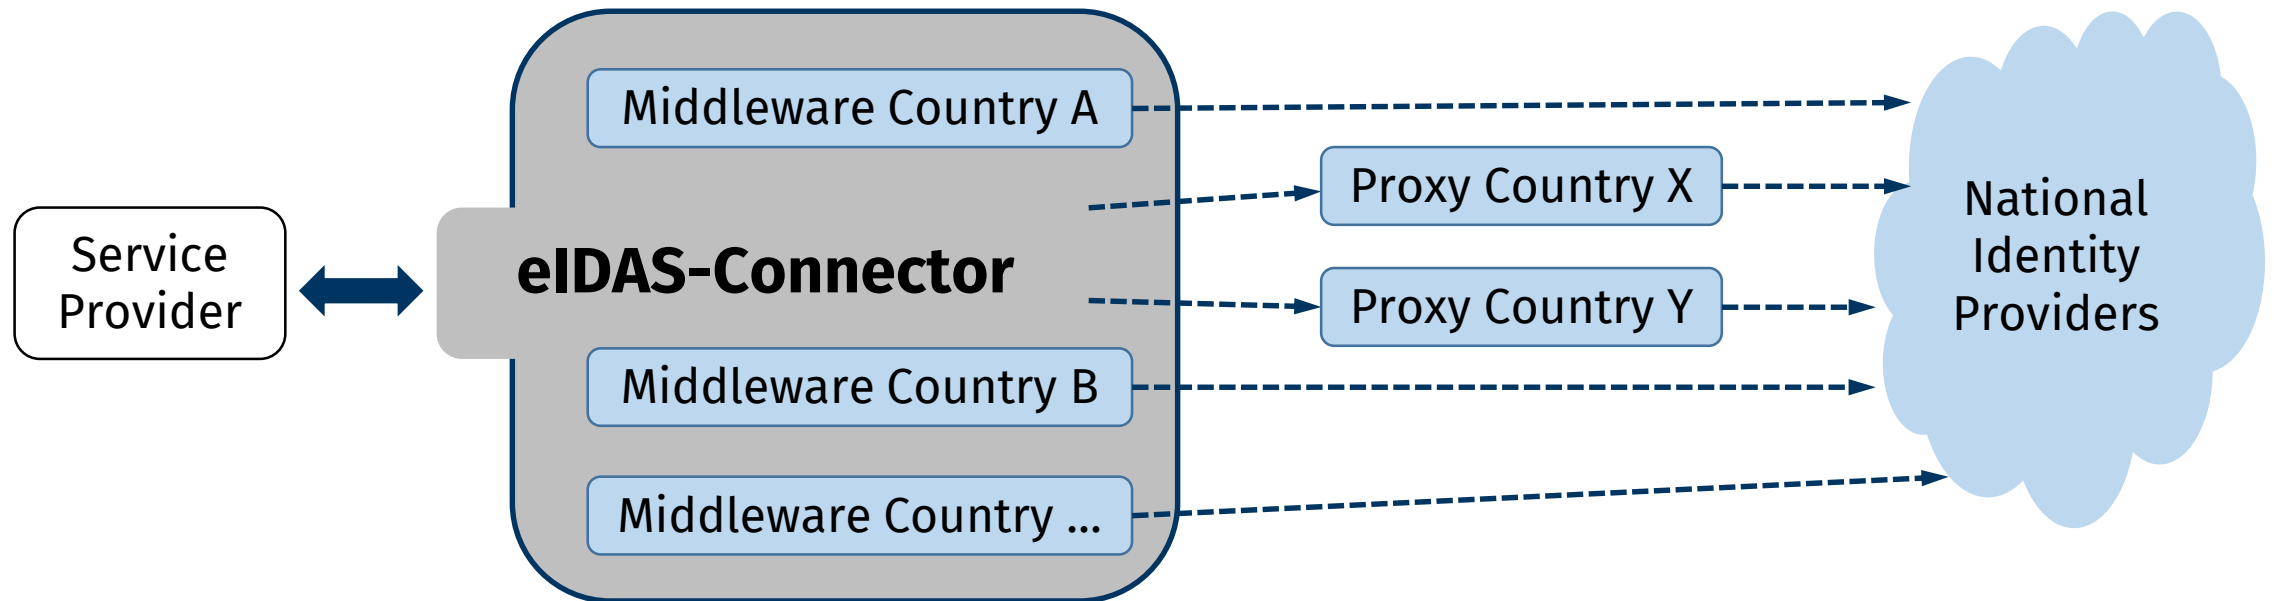 Service
Provider
eIDAS-Connector
Middleware Country A
Middleware Country B
Middleware Country ...
Proxy Country X
Proxy Country Y
National
Identity
Providers